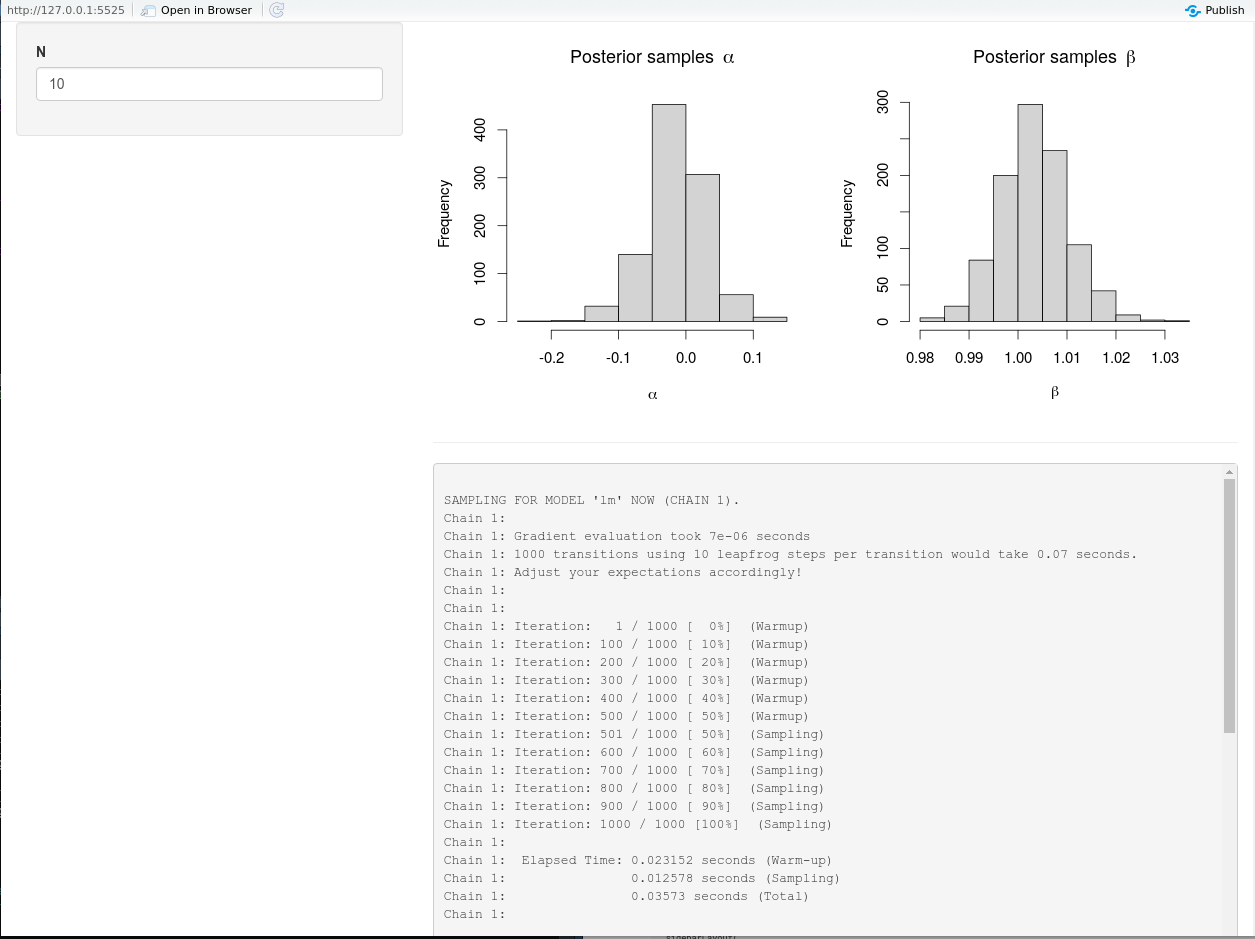 http://127.0.0.1:5525 Open in Browser Publish
N
10
Posterior samples α
Frequency
0 100 200 300 400
-0.2 -0.1 0.0 0.1
α
Posterior samples β
Frequency
0 50 100 200 300
0.98 0.99 1.00 1.01 1.02 1.03
β
SAMPLING FOR MODEL 'lm' NOW (CHAIN 1).
Chain 1:
Chain 1: Gradient evaluation took 7e-06 seconds
Chain 1: 1000 transitions using 10 leapfrog steps per transition would take 0.07 seconds.
Chain 1: Adjust your expectations accordingly!
Chain 1:
Chain 1:
Chain 1: Iteration:   1 / 1000 [  0%]  (Warmup)
Chain 1: Iteration: 100 / 1000 [ 10%]  (Warmup)
Chain 1: Iteration: 200 / 1000 [ 20%]  (Warmup)
Chain 1: Iteration: 300 / 1000 [ 30%]  (Warmup)
Chain 1: Iteration: 400 / 1000 [ 40%]  (Warmup)
Chain 1: Iteration: 500 / 1000 [ 50%]  (Warmup)
Chain 1: Iteration: 501 / 1000 [ 50%]  (Sampling)
Chain 1: Iteration: 600 / 1000 [ 60%]  (Sampling)
Chain 1: Iteration: 700 / 1000 [ 70%]  (Sampling)
Chain 1: Iteration: 800 / 1000 [ 80%]  (Sampling)
Chain 1: Iteration: 900 / 1000 [ 90%]  (Sampling)
Chain 1: Iteration: 1000 / 1000 [100%]  (Sampling)
Chain 1:
Chain 1:  Elapsed Time: 0.023152 seconds (Warm-up)
Chain 1:                0.012578 seconds (Sampling)
Chain 1:                0.03573 seconds (Total)
Chain 1: